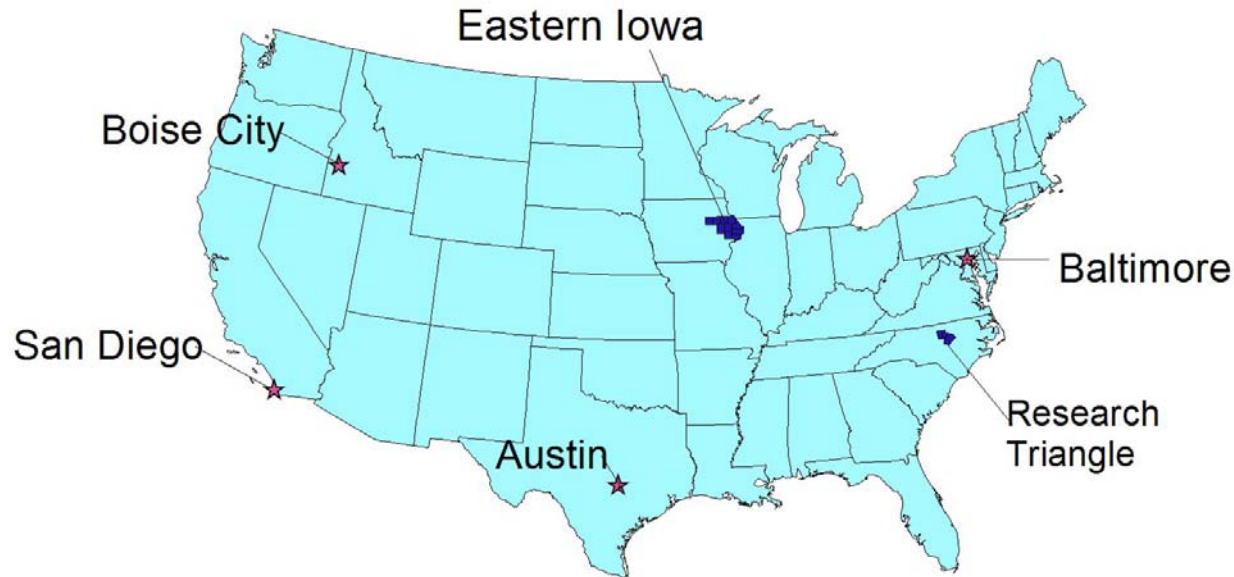 Eastern Iowa
Boise City
Baltimore
San Diego
Research
Triangle
Austin